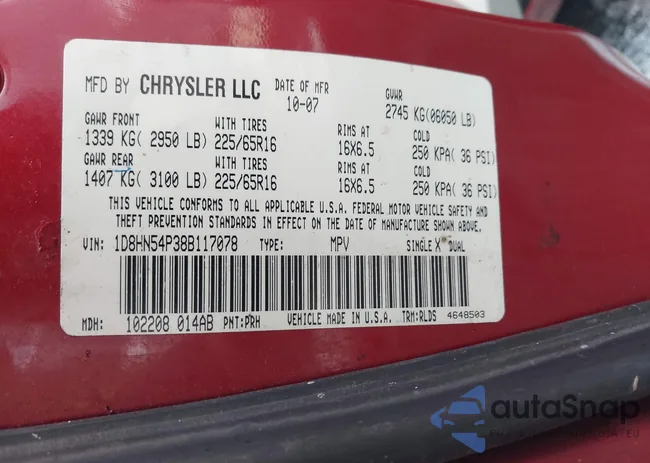 MFD BY CHRYSLER LLC DATE OF MFR 10-07 GVWR 2745 KG(06050 LB)
GAWR FRONT WITH TIRES RIMS AT COLD
1339 KG( 2950 LB) 225/65R16 16X6.5 250 KPA( 36 PSI)
GAWR REAR WITH TIRES RIMS AT COLD
1407 KG( 3100 LB) 225/65R16 16X6.5 250 KPA( 36 PSI)
THIS VEHICLE CONFORMS TO ALL APPLICABLE U.S.A. FEDERAL MOTOR VEHICLE SAFETY AND
THEFT PREVENTION STANDARDS IN EFFECT ON THE DATE OF MANUFACTURE SHOWN ABOVE.
VIN: 1D8HN54P38B117078 TYPE: MPV SINGLE X DUAL
MDH: 102208 014AB PNT:PRH VEHICLE MADE IN U.S.A. TRM:RLDS 4648503
autoSnap